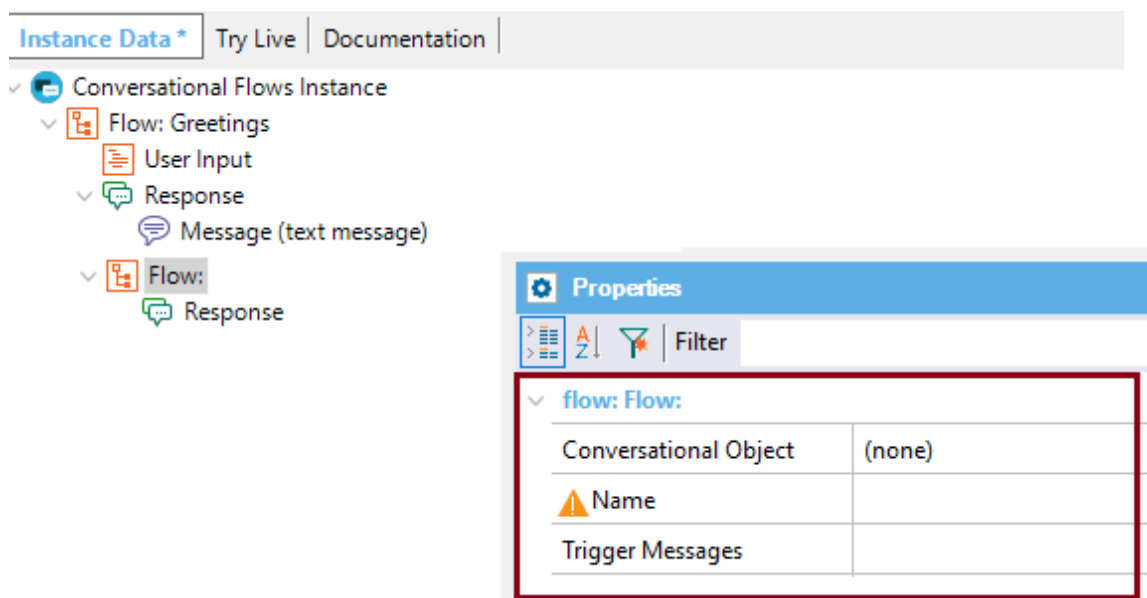 Instance Data * Try Live Documentation
Conversational Flows Instance
Flow: Greetings
User Input
Response
Message (text message)
Flow:
Response
Properties
A Z Filter
flow: Flow:
Conversational Object (none)
Name
Trigger Messages